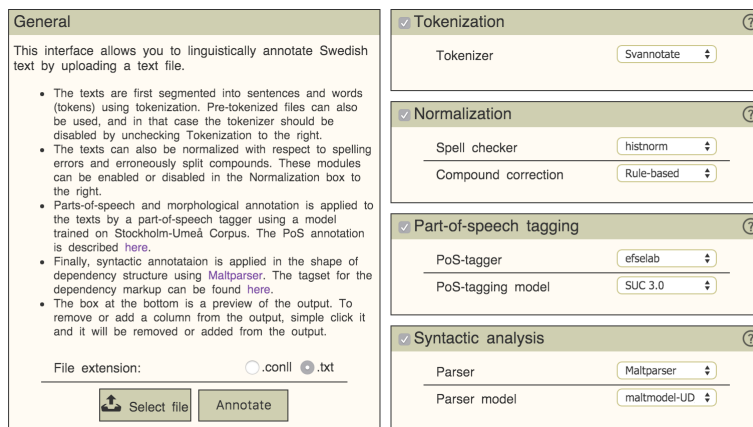 General
This interface allows you to linguistically annotate Swedish
text by uploading a text file.
• The texts are first segmented into sentences and words
(tokens) using tokenization. Pre-tokenized files can also
be used, and in that case the tokenizer should be
disabled by unchecking Tokenization to the right.
• The texts can also be normalized with respect to spelling
errors and erroneously split compounds. These modules
can be enabled or disabled in the Normalization box to
the right.
• Parts-of-speech and morphological annotation is applied to
the texts by a part-of-speech tagger using a model
trained on Stockholm-Umeå Corpus. The PoS annotation
is described here.
• Finally, syntactic annotataion is applied in the shape of
dependency structure using Maltparser. The tagset for the
dependency markup can be found here.
• The box at the bottom is a preview of the output. To
remove or add a column from the output, simple click it
and it will be removed or added from the output.
File extension: .conll .txt
Select file Annotate
Tokenization ?
Tokenizer Svannotate
Normalization ?
Spell checker histnorm
Compound correction Rule-based
Part-of-speech tagging ?
PoS-tagger efselab
PoS-tagging model SUC 3.0
Syntactic analysis ?
Parser Maltparser
Parser model maltmodel-UD